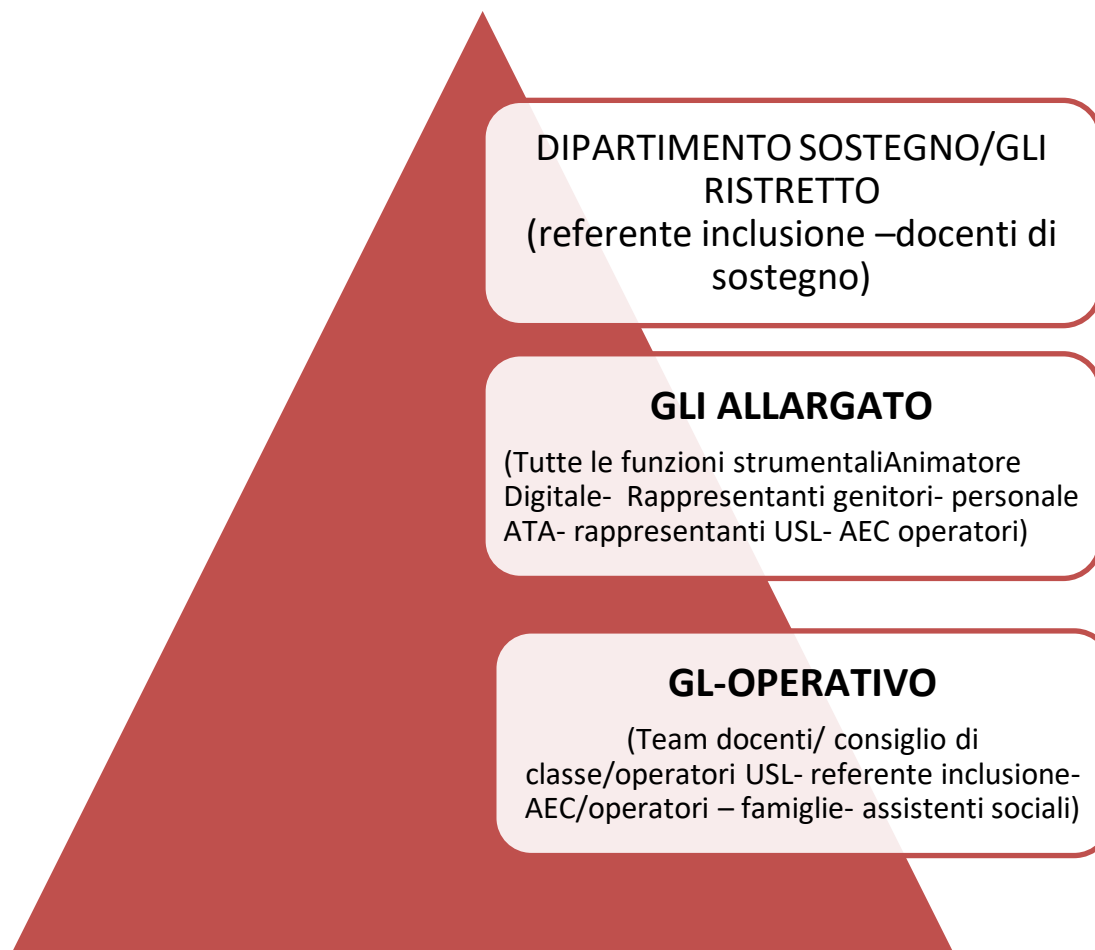 DIPARTIMENTO SOSTEGNO/GLI
RISTRETTO
(referente inclusione –docenti di
sostegno)
GLI ALLARGATO
(Tutte le funzioni strumentaliAnimatore
Digitale- Rappresentanti genitori- personale
ATA- rappresentanti USL- AEC operatori)
GL-OPERATIVO
(Team docenti/ consiglio di
classe/operatori USL- referente inclusione-
AEC/operatori – famiglie- assistenti sociali)